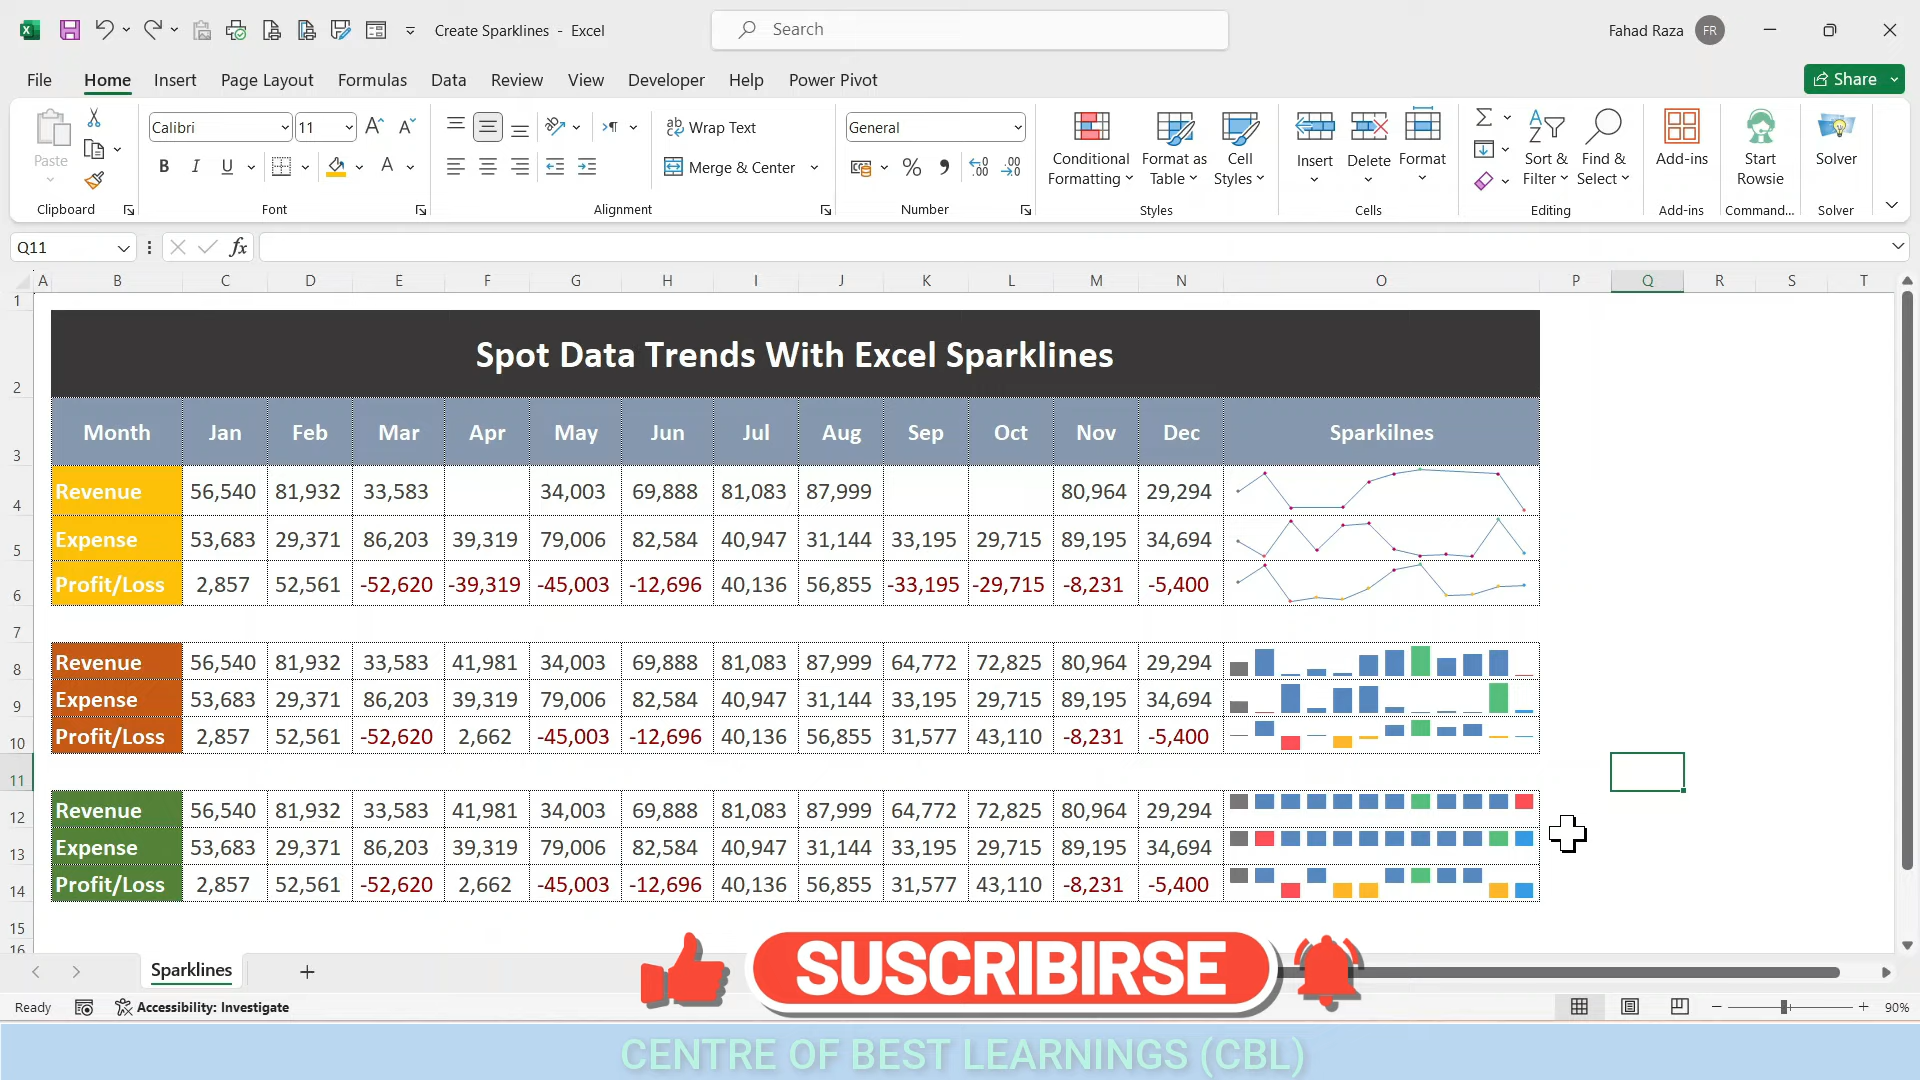 Create Sparklines - Excel
Search
Fahad Raza FR
File Home Insert Page Layout Formulas Data Review View Developer Help Power Pivot
Share
Paste
Calibri 11
B I U
Wrap Text
Merge & Center
General
Conditional Formatting
Format as Table
Cell Styles
Insert Delete Format
Sort & Filter
Find & Select
Add-ins
Start Rowsie
Solver
Clipboard Font Alignment Number Styles Cells Editing Add-ins Command... Solver
Q11 fx
A B C D E F G H I J K L M N O P Q R S T
1
2 Spot Data Trends With Excel Sparklines
3 Month Jan Feb Mar Apr May Jun Jul Aug Sep Oct Nov Dec Sparkilnes
4 Revenue 56,540 81,932 33,583 34,003 69,888 81,083 87,999 80,964 29,294
5 Expense 53,683 29,371 86,203 39,319 79,006 82,584 40,947 31,144 33,195 29,715 89,195 34,694
6 Profit/Loss 2,857 52,561 -52,620 -39,319 -45,003 -12,696 40,136 56,855 -33,195 -29,715 -8,231 -5,400
7
8 Revenue 56,540 81,932 33,583 41,981 34,003 69,888 81,083 87,999 64,772 72,825 80,964 29,294
9 Expense 53,683 29,371 86,203 39,319 79,006 82,584 40,947 31,144 33,195 29,715 89,195 34,694
10 Profit/Loss 2,857 52,561 -52,620 2,662 -45,003 -12,696 40,136 56,855 31,577 43,110 -8,231 -5,400
11
12 Revenue 56,540 81,932 33,583 41,981 34,003 69,888 81,083 87,999 64,772 72,825 80,964 29,294
13 Expense 53,683 29,371 86,203 39,319 79,006 82,584 40,947 31,144 33,195 29,715 89,195 34,694
14 Profit/Loss 2,857 52,561 -52,620 2,662 -45,003 -12,696 40,136 56,855 31,577 43,110 -8,231 -5,400
15
16
SUSCRIBIRSE
Sparklines
Ready Accessibility: Investigate 90%
CENTRE OF BEST LEARNINGS (CBL)